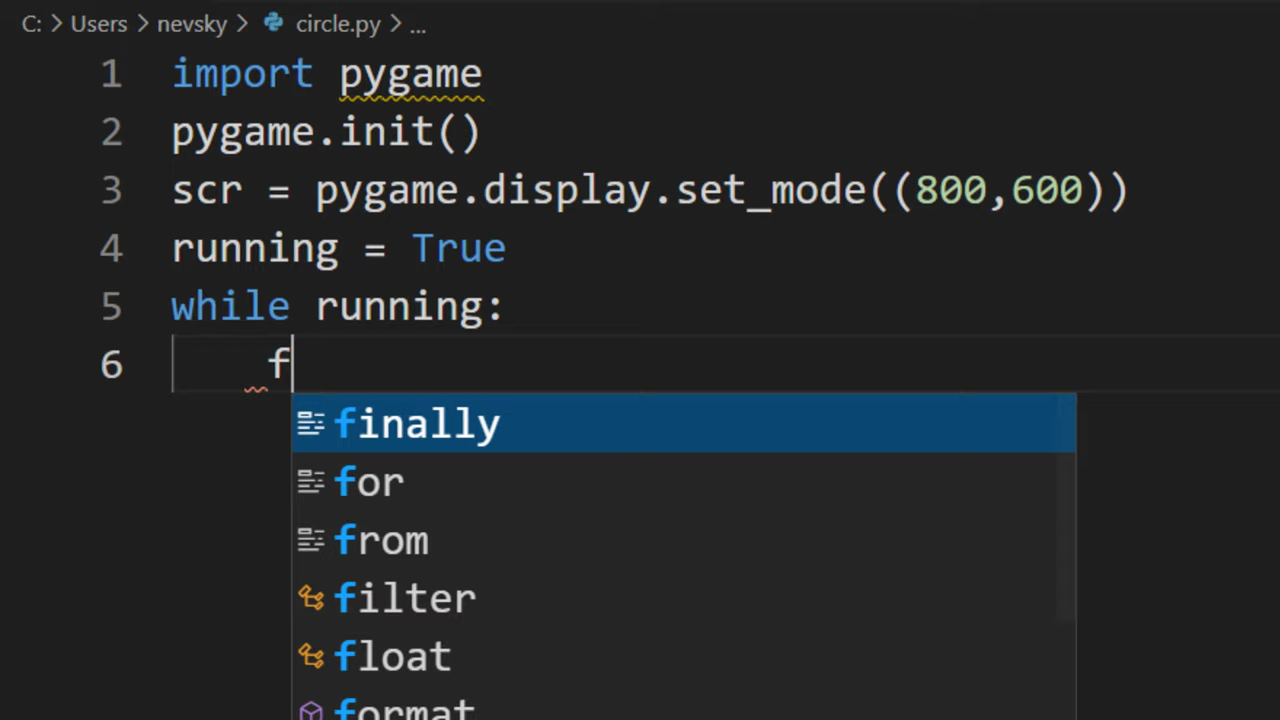 C: > Users > nevsky > circle.py > ...
1 import pygame
2 pygame.init()
3 scr = pygame.display.set_mode((800,600))
4 running = True
5 while running:
6     f
finally
for
from
filter
float
format